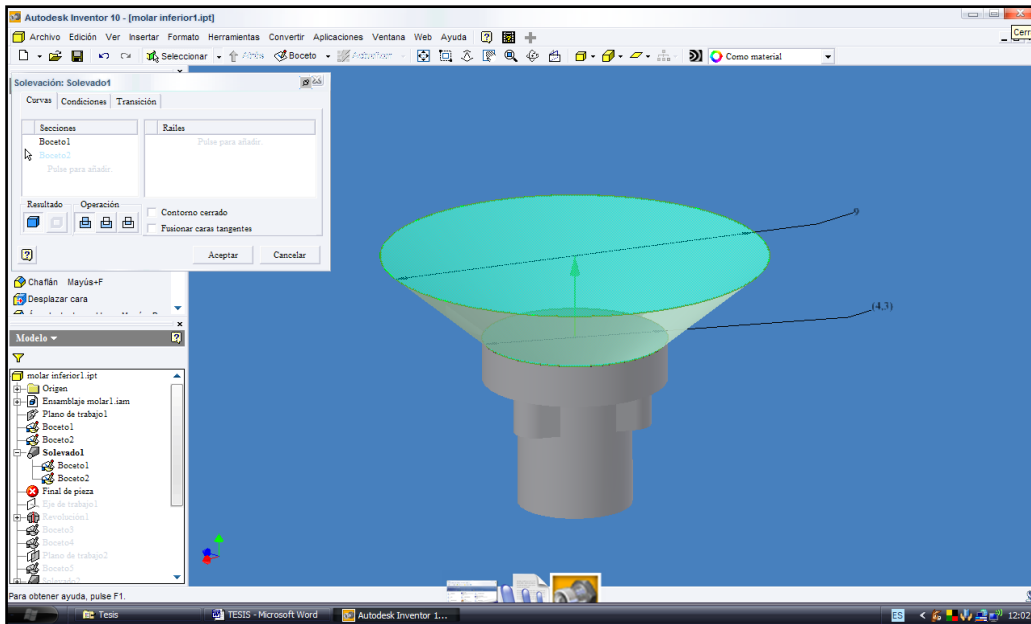 Autodesk Inventor 10 - [molar inferior1.ipt]
Cerr
Archivo Edición Ver Insertar Formato Herramientas Convertir Aplicaciones Ventana Web Ayuda
Seleccionar Atrás Boceto Actualizar Como material
Solevación: Solevado1
Curvas Condiciones Transición
Secciones Railes
Boceto1 Pulse para añadir.
Boceto2
Pulse para añadir.
Resultado Operación
Contorno cerrado
Fusionar caras tangentes
Aceptar Cancelar
9
(4,3)
Chaflán Mayús+F
Desplazar cara
Modelo
molar inferior1.ipt
Origen
Ensamblaje molar1.iam
Plano de trabajo1
Boceto1
Boceto2
Solevado1
Boceto1
Boceto2
Final de pieza
Eje de trabajo1
Revolución1
Boceto3
Boceto4
Plano de trabajo2
Boceto5
Solevado2
Para obtener ayuda, pulse F1.
Tesis TESIS - Microsoft Word Autodesk Inventor 1... ES 12:02